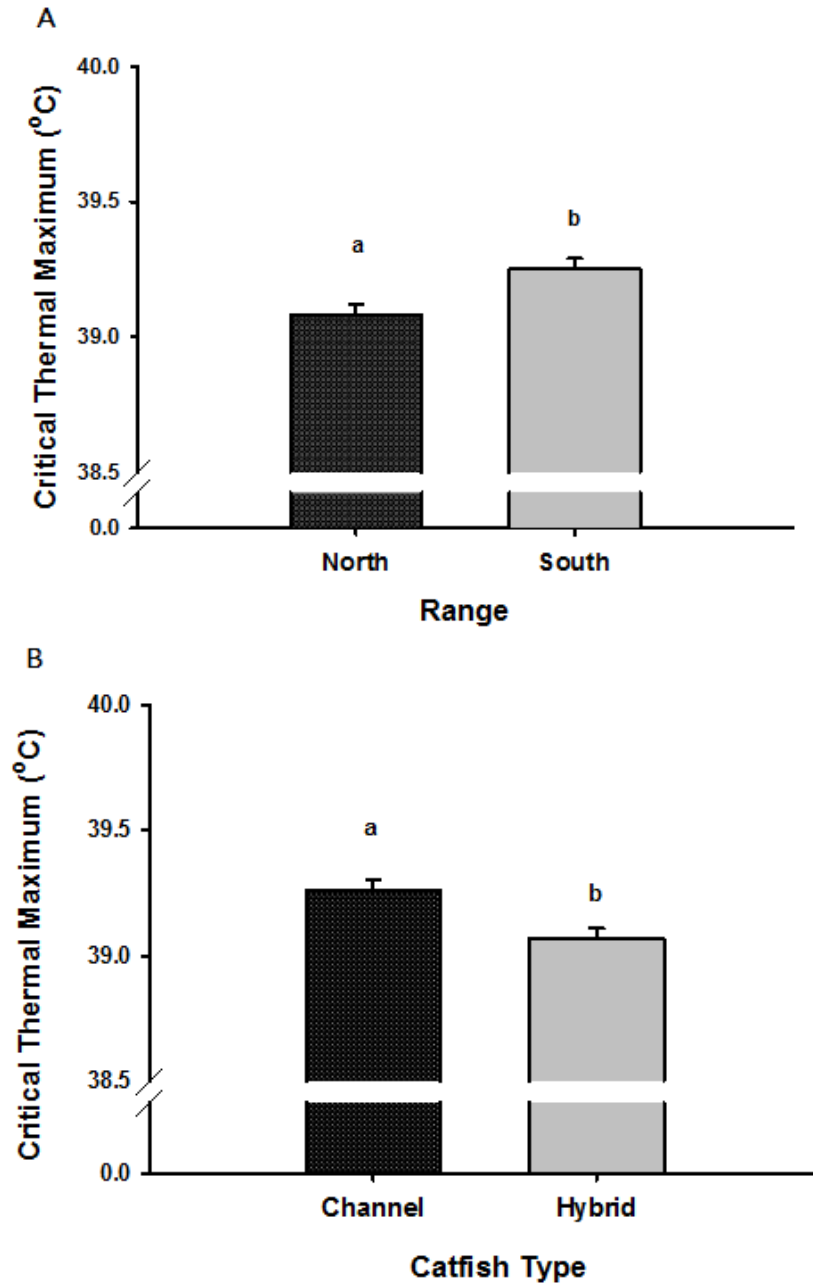 A
40.0
39.5
39.0
38.5
0.0
Critical Thermal Maximum (°C)
a
b
North South
Range
B
40.0
39.5
39.0
38.5
0.0
Critical Thermal Maximum (°C)
a
b
Channel Hybrid
Catfish Type